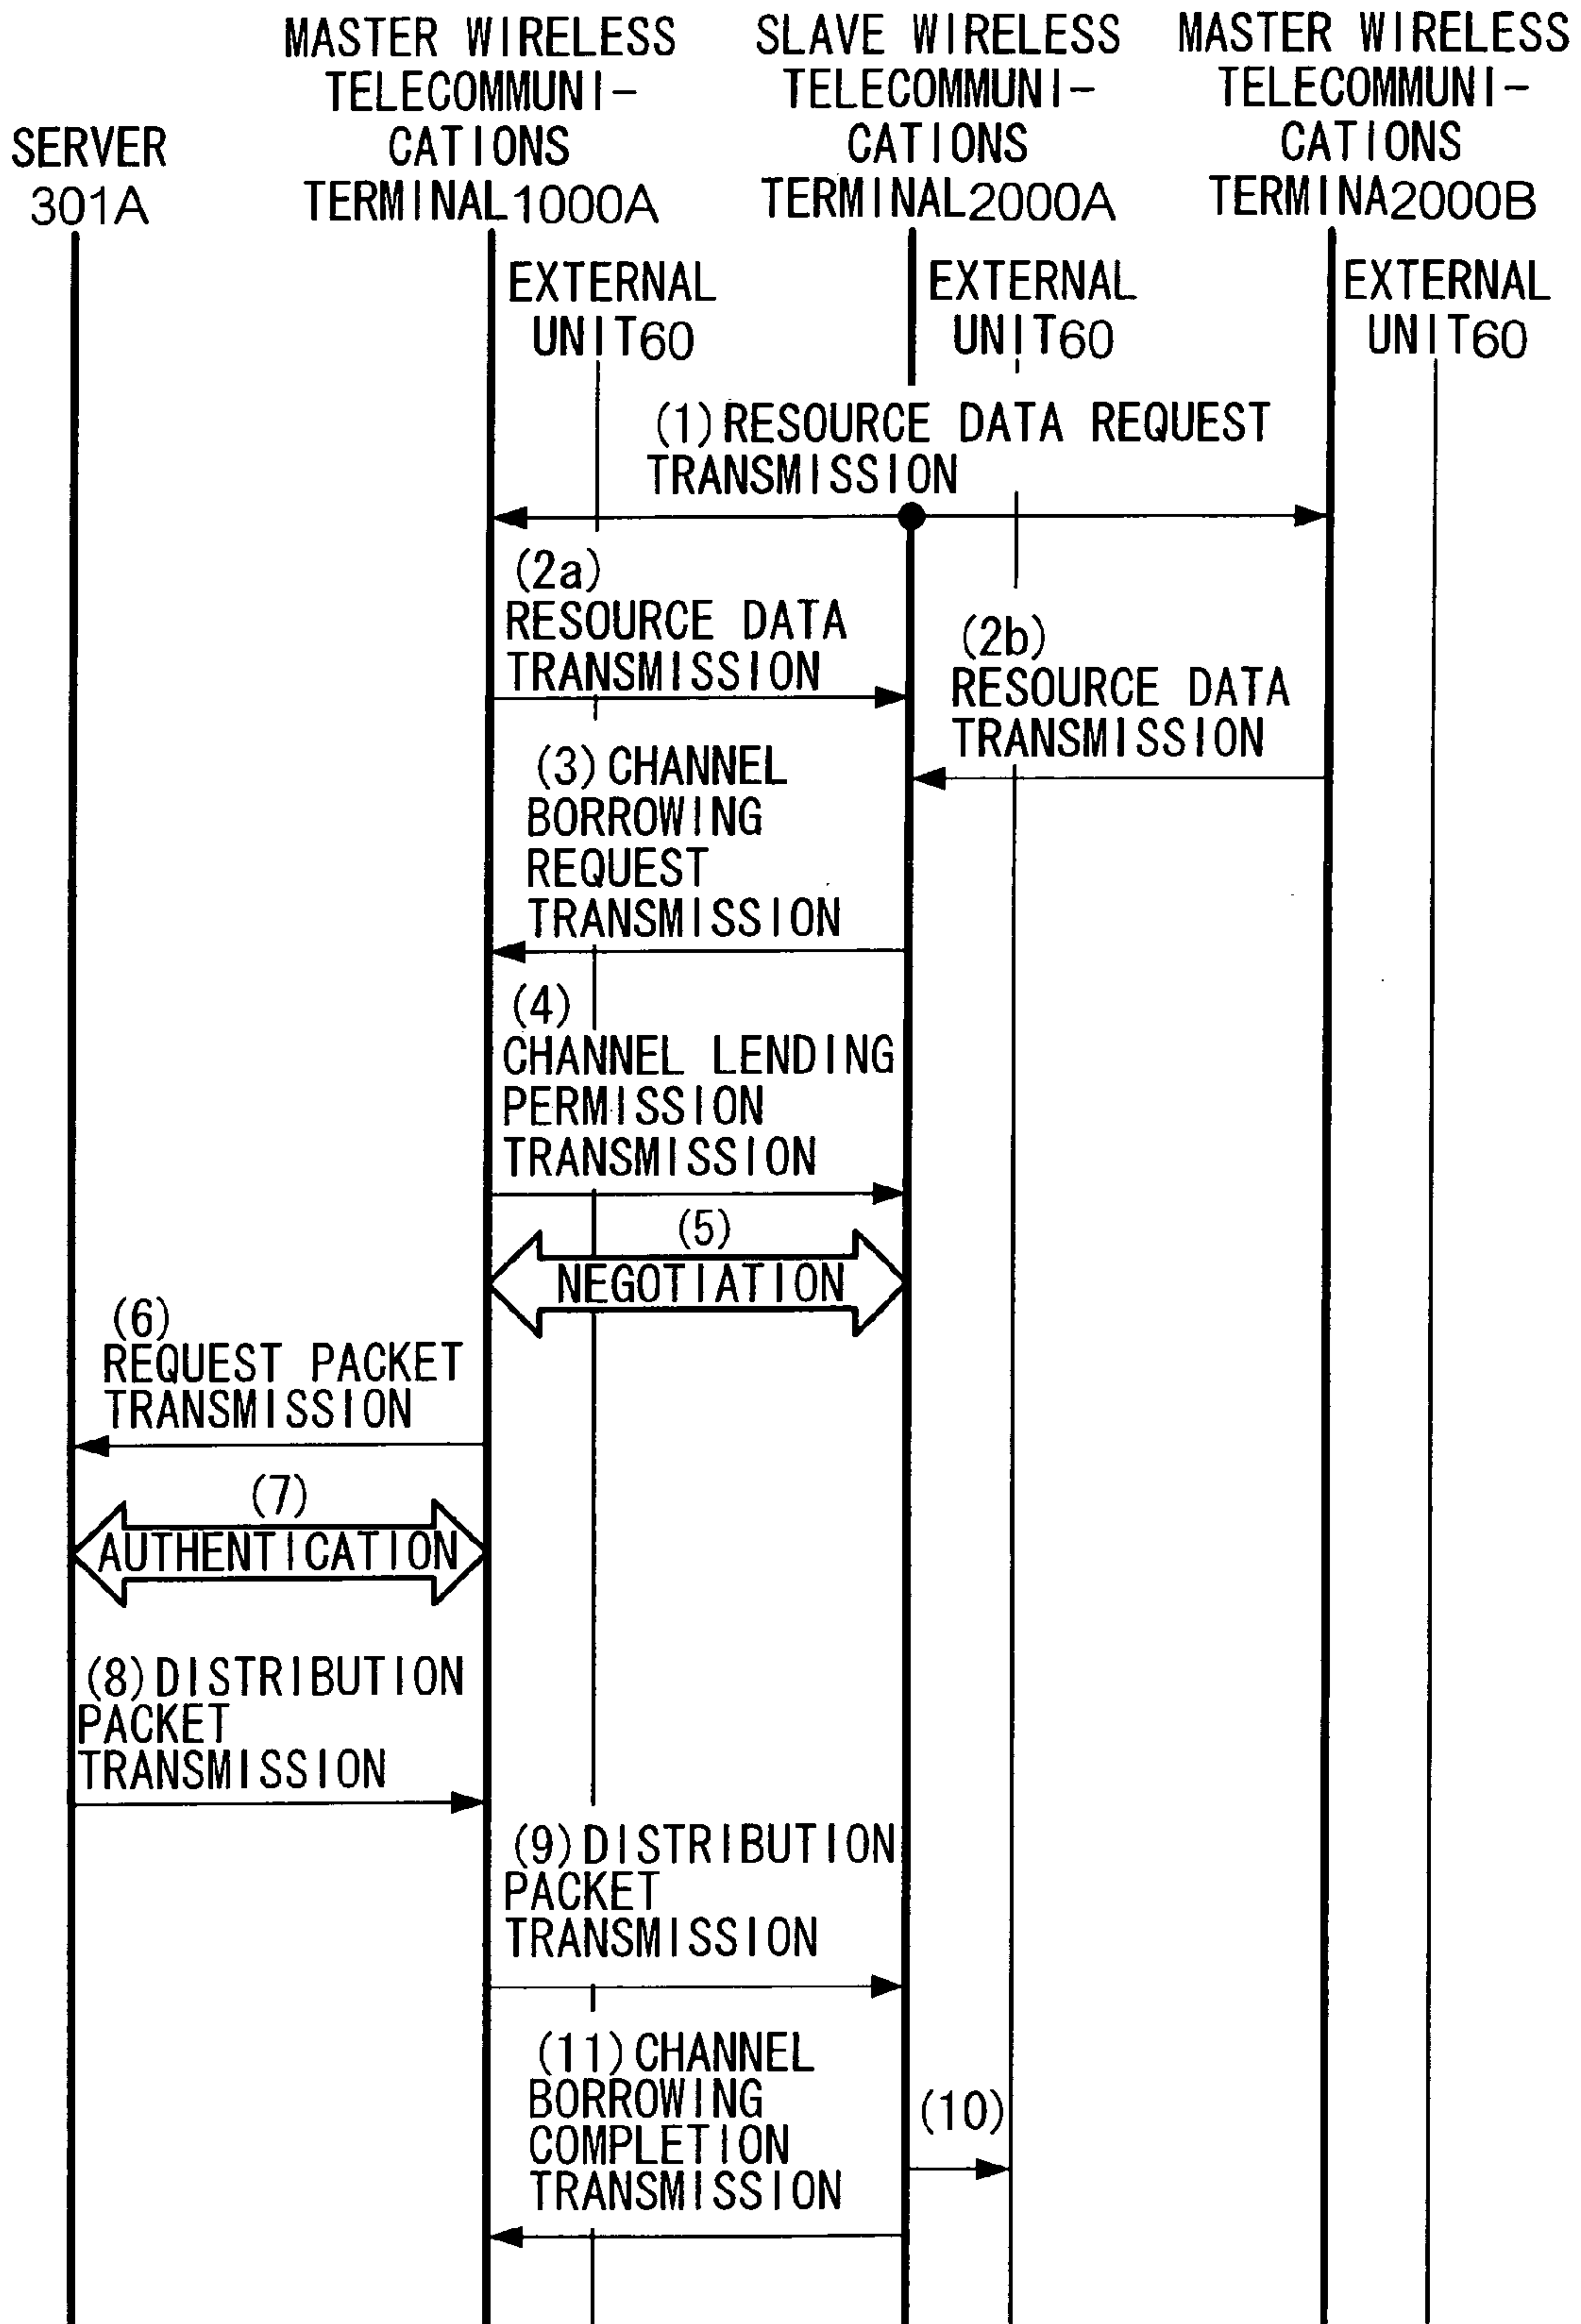 SERVER
301A
MASTER WIRELESS
TELECOMMUNI-
CATIONS
TERMINAL1000A
SLAVE WIRELESS
TELECOMMUNI-
CATIONS
TERMINAL2000A
MASTER WIRELESS
TELECOMMUNI-
CATIONS
TERMINA2000B
EXTERNAL
UNIT60
EXTERNAL
UNIT60
EXTERNAL
UNIT60
(1)RESOURCE DATA REQUEST
TRANSMISSION
(2a)
RESOURCE DATA
TRANSMISSION
(2b)
RESOURCE DATA
TRANSMISSION
(3)CHANNEL
BORROWING
REQUEST
TRANSMISSION
(4)
CHANNEL LENDING
PERMISSION
TRANSMISSION
(5)
NEGOTIATION
(6)
REQUEST PACKET
TRANSMISSION
(7)
AUTHENTICATION
(8)DISTRIBUTION
PACKET
TRANSMISSION
(9)DISTRIBUTION
PACKET
TRANSMISSION
(10)
(11)CHANNEL
BORROWING
COMPLETION
TRANSMISSION